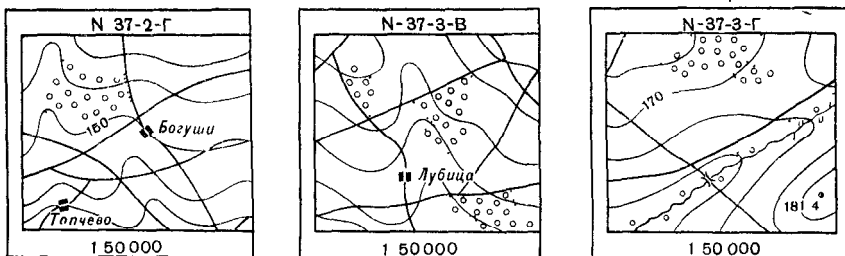 N 37-2-Г
150
Богуши
Топчево
1 50 000
N-37-3-В
Лубица
1 50 000
N-37-3-Г
170
181 4
1 50 000